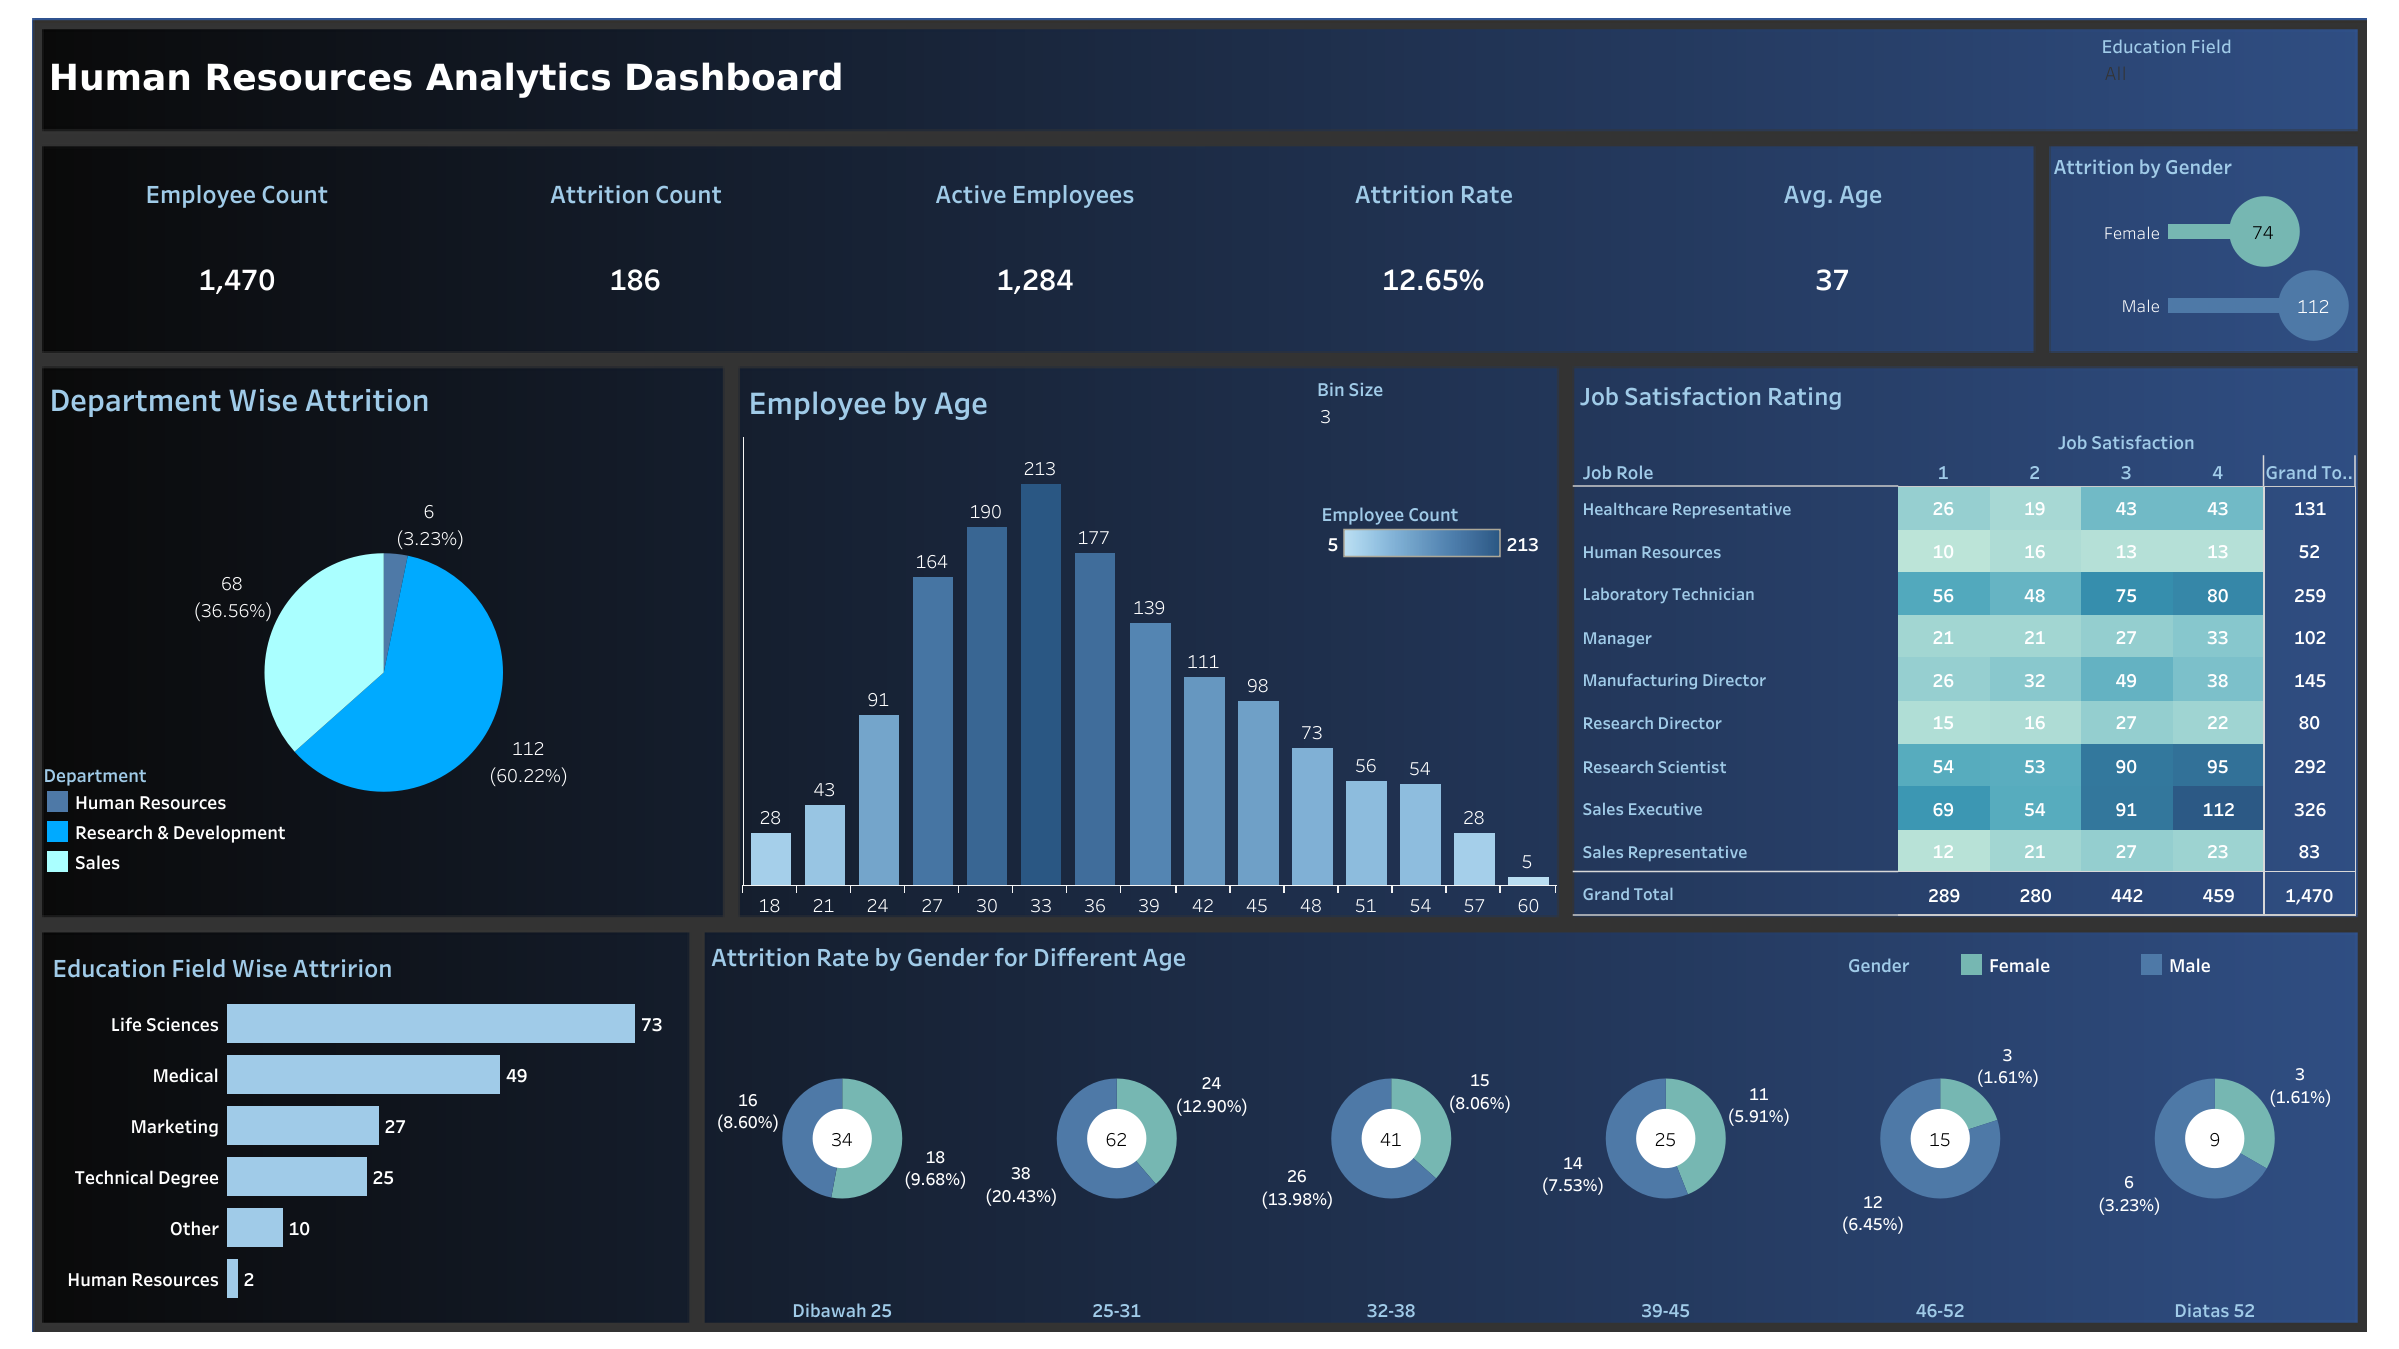 Human Resources Analytics Dashboard
Education Field
All
Employee Count
Attrition Count
Active Employees
Attrition Rate
Avg. Age
1,470
186
1,284
12.65%
37
Attrition by Gender
Female 74
Male 112
Department Wise Attrition
6
(3.23%)
68
(36.56%)
112
(60.22%)
Department
Human Resources
Research & Development
Sales
Employee by Age
Bin Size
3
Employee Count
5 213
28
43
91
164
190
213
177
139
111
98
73
56
54
28
5
18 21 24 27 30 33 36 39 42 45 48 51 54 57 60
Job Satisfaction Rating
Job Satisfaction
Job Role 1 2 3 4 Grand To..
Healthcare Representative 26 19 43 43 131
Human Resources 10 16 13 13 52
Laboratory Technician 56 48 75 80 259
Manager 21 21 27 33 102
Manufacturing Director 26 32 49 38 145
Research Director 15 16 27 22 80
Research Scientist 54 53 90 95 292
Sales Executive 69 54 91 112 326
Sales Representative 12 21 27 23 83
Grand Total 289 280 442 459 1,470
Education Field Wise Attririon
Life Sciences 73
Medical 49
Marketing 27
Technical Degree 25
Other 10
Human Resources 2
Attrition Rate by Gender for Different Age
Gender Female Male
16
(8.60%)
34
18
(9.68%)
24
(12.90%)
62
38
(20.43%)
15
(8.06%)
41
26
(13.98%)
11
(5.91%)
25
14
(7.53%)
3
(1.61%)
15
12
(6.45%)
3
(1.61%)
9
6
(3.23%)
Dibawah 25 25-31 32-38 39-45 46-52 Diatas 52